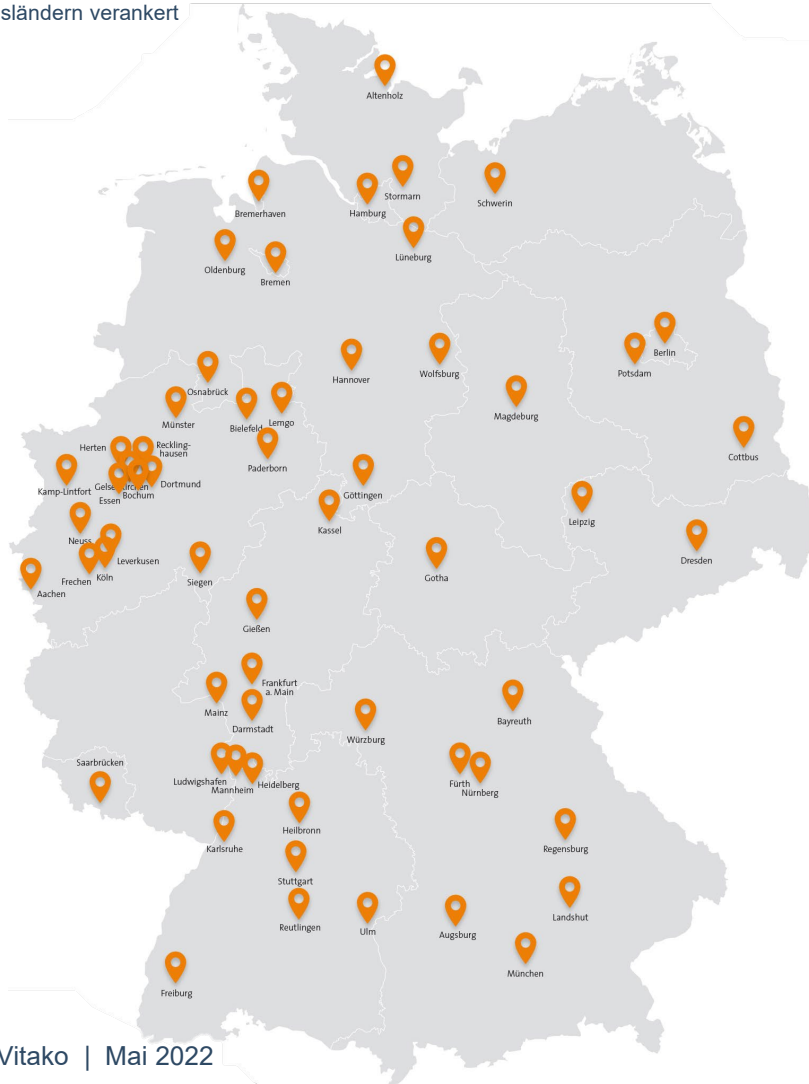 sländern verankert
Altenholz
Stormarn
Schwerin
Bremerhaven
Hamburg
Lüneburg
Oldenburg
Bremen
Berlin
Hannover
Wolfsburg
Potsdam
Osnabrück
Magdeburg
Münster
Bielefeld
Lemgo
Herten
Reckling-
hausen
Cottbus
Paderborn
Kamp-Lintfort
Gelsenkirchen
Dortmund
Göttingen
Essen
Bochum
Leipzig
Kassel
Neuss
Leverkusen
Dresden
Köln
Frechen
Siegen
Gotha
Aachen
Gießen
Frankfurt
a. Main
Mainz
Bayreuth
Darmstadt
Würzburg
Saarbrücken
Ludwigshafen
Heidelberg
Mannheim
Fürth
Nürnberg
Heilbronn
Karlsruhe
Regensburg
Stuttgart
Landshut
Reutlingen
Ulm
Augsburg
München
Freiburg
Vitako | Mai 2022